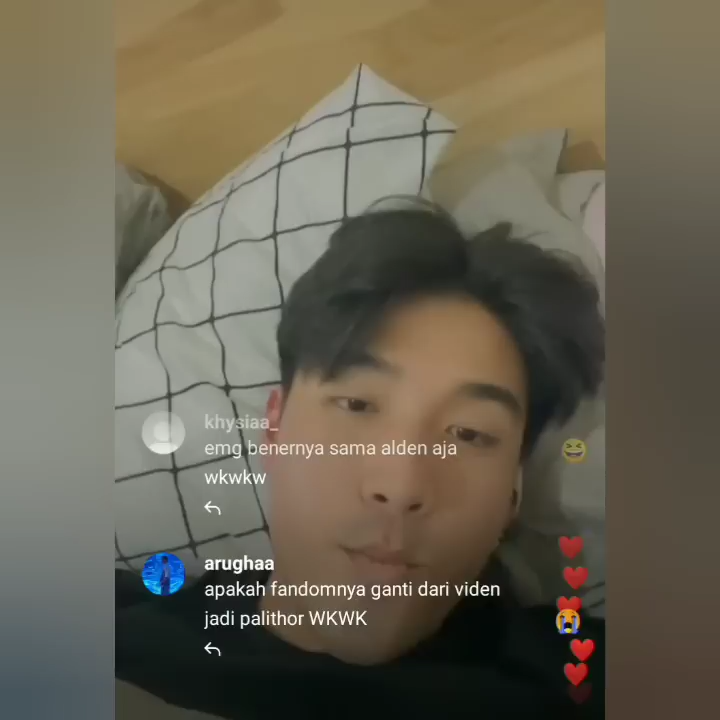 khysiaa_
emg benernya sama alden aja
wkwkw
arughaa
apakah fandomnya ganti dari viden
jadi palithor WKWK